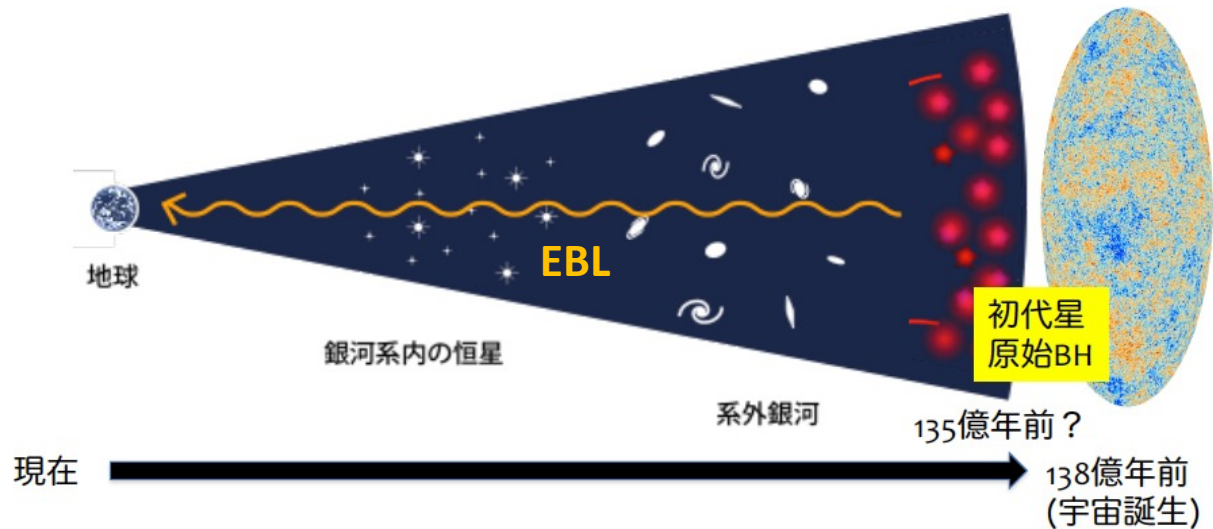 EBL
地球
銀河系内の恒星
系外銀河
初代星
原始BH
135億年前？
現在
138億年前
(宇宙誕生)